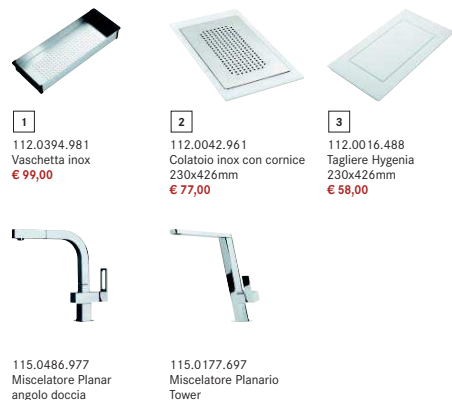 1
112.0394.981
Vaschetta inox
€ 99,00
2
112.0042.961
Colatoio inox con cornice
230x426mm
€ 77,00
3
112.0016.488
Tagliere Hygenia
230x426mm
€ 58,00
115.0486.977
Miscelatore Planar
angolo doccia
115.0177.697
Miscelatore Planario
Tower